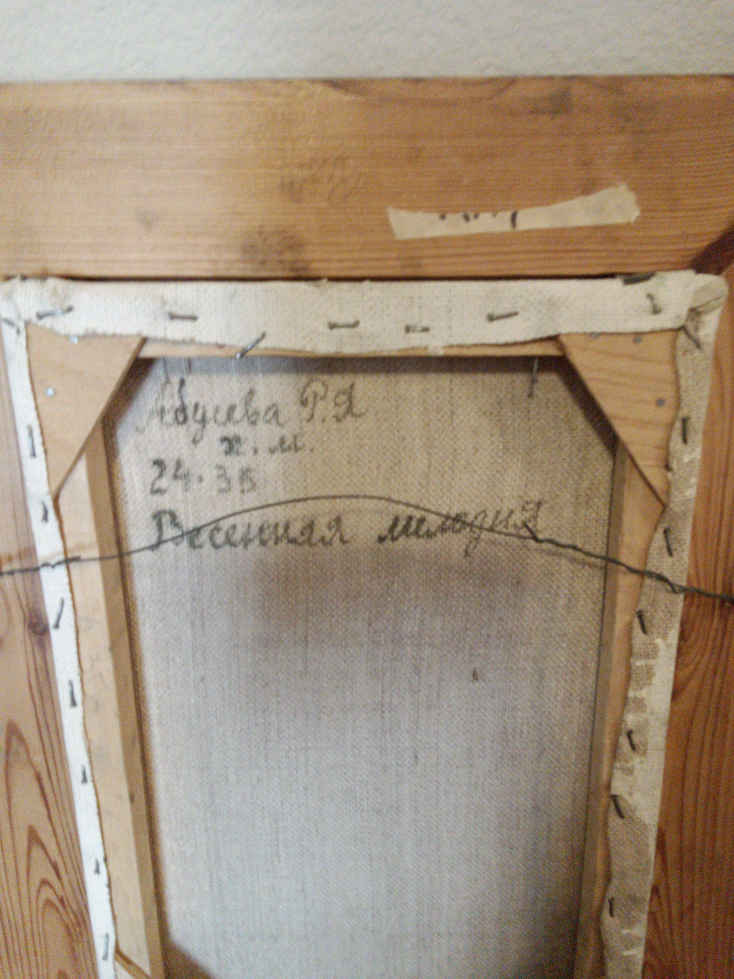 Абуева Р.Я
х.м.
24.38
Весенняя мелодия